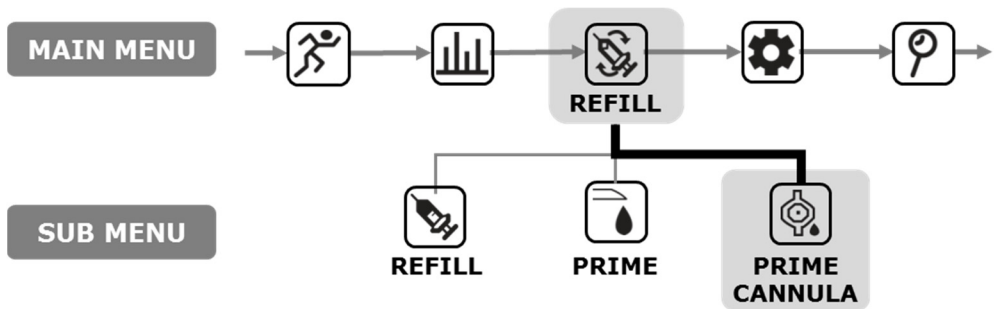 MAIN MENU
REFILL
SUB MENU
REFILL
PRIME
PRIME
CANNULA